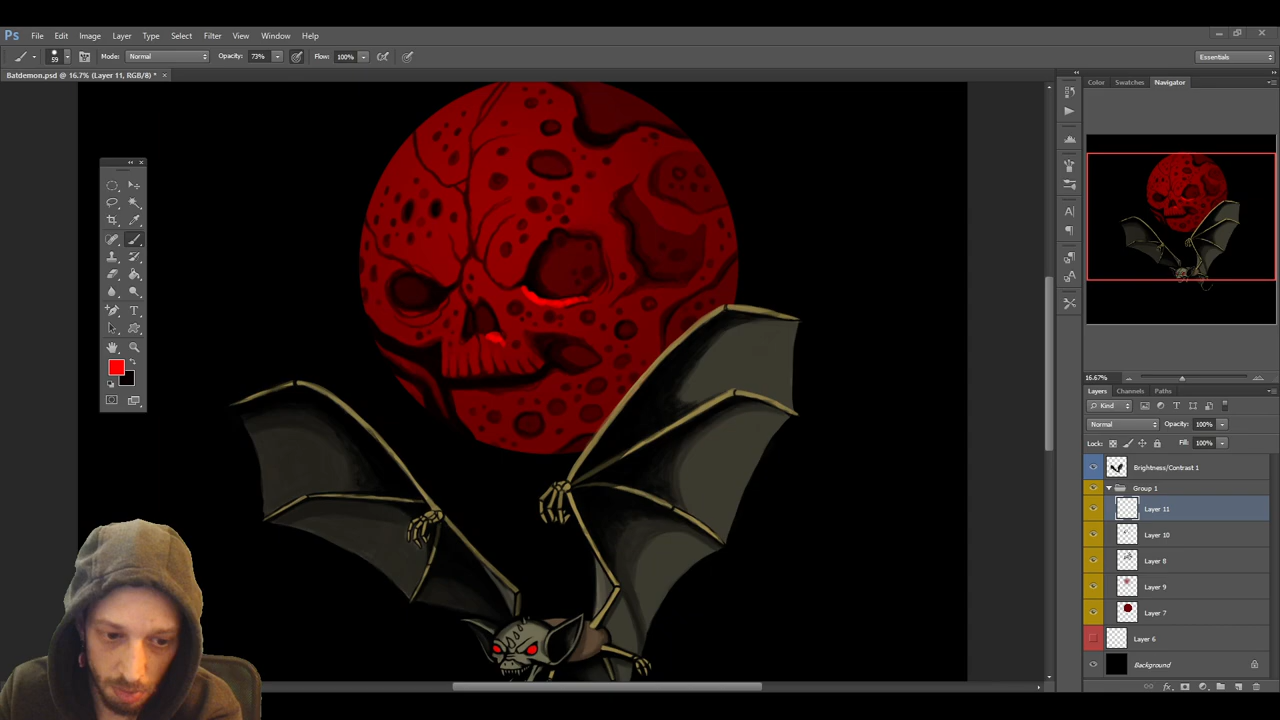 Ps File Edit Image Layer Type Select Filter View Window Help
59 Mode: Normal Opacity: 73% Flow: 100% Essentials
Batdemon.psd @ 16.7% (Layer 11, RGB/8) * ×
Color Swatches Navigator
16.67%
Layers Channels Paths
Kind
Normal Opacity: 100%
Lock: Fill: 100%
Brightness/Contrast 1
Group 1
Layer 11
Layer 10
Layer 8
Layer 9
Layer 7
Layer 6
Background